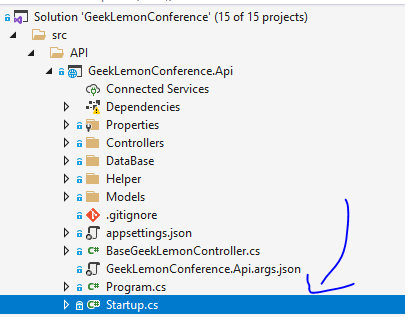 Solution 'GeekLemonConference' (15 of 15 projects)
src
API
GeekLemonConference.Api
Connected Services
Dependencies
Properties
Controllers
DataBase
Helper
Models
.gitignore
appsettings.json
C# BaseGeekLemonController.cs
GeekLemonConference.Api.args.json
C# Program.cs
C# Startup.cs